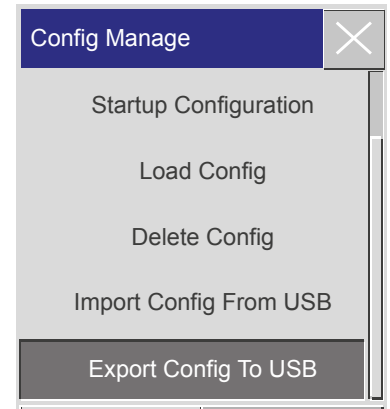 Config Manage
Startup Configuration
Load Config
Delete Config
Import Config From USB
Export Config To USB